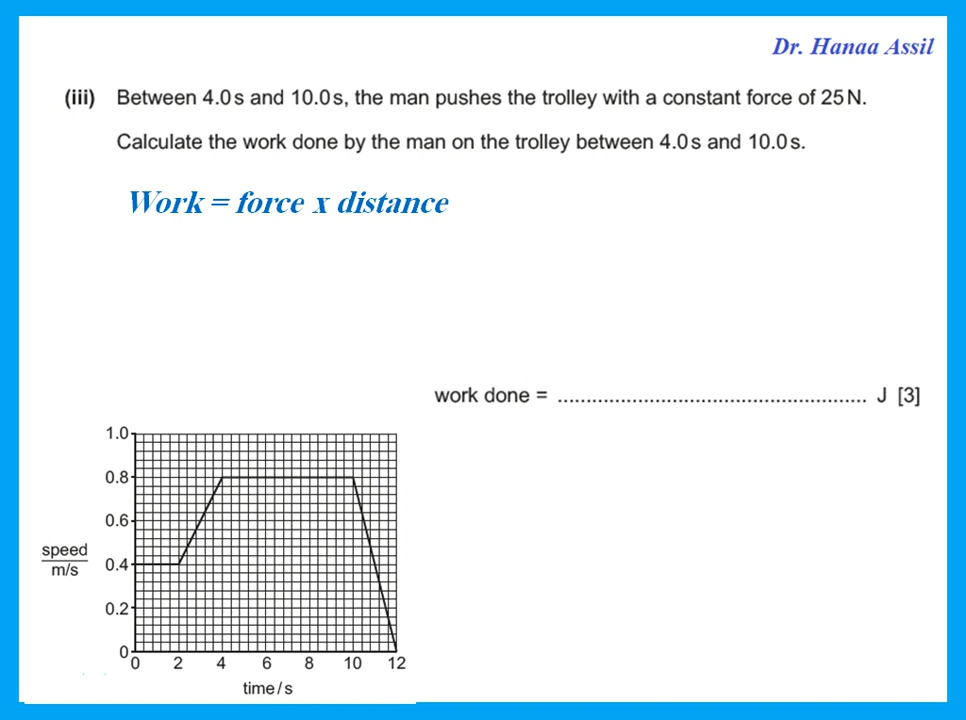 Dr. Hanaa Assil
(iii) Between 4.0 s and 10.0 s, the man pushes the trolley with a constant force of 25 N.
Calculate the work done by the man on the trolley between 4.0 s and 10.0 s.
Work = force x distance
work done = ...................................................... J [3]
1.0
0.8
0.6
speed
m/s
0.4
0.2
0
0 2 4 6 8 10 12
time / s